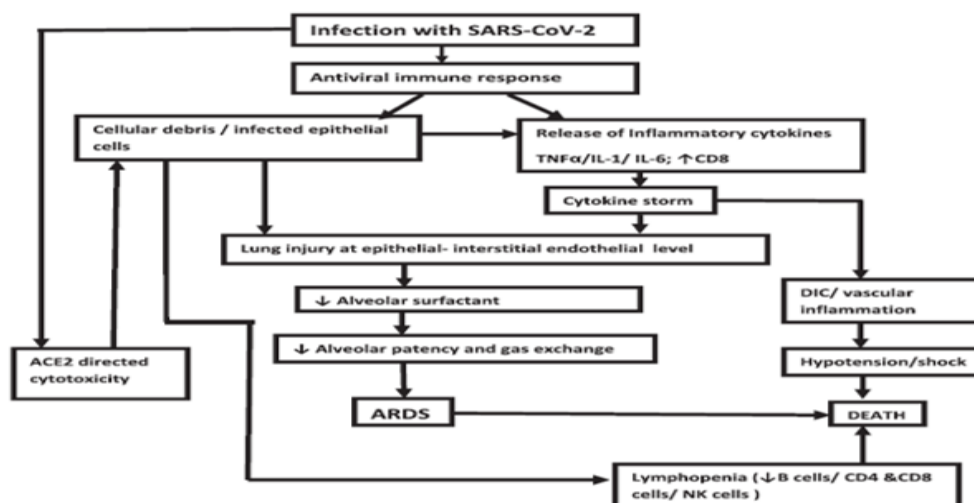 Infection with SARS-CoV-2
Antiviral immune response
Cellular debris / infected epithelial
cells
Release of Inflammatory cytokines
TNFα/IL-1/ IL-6; ↑CD8
Cytokine storm
Lung injury at epithelial- interstitial endothelial level
↓ Alveolar surfactant
DIC/ vascular
inflammation
ACE2 directed
cytotoxicity
↓ Alveolar patency and gas exchange
Hypotension/shock
ARDS
DEATH
Lymphopenia (↓B cells/ CD4 &CD8
cells/ NK cells )